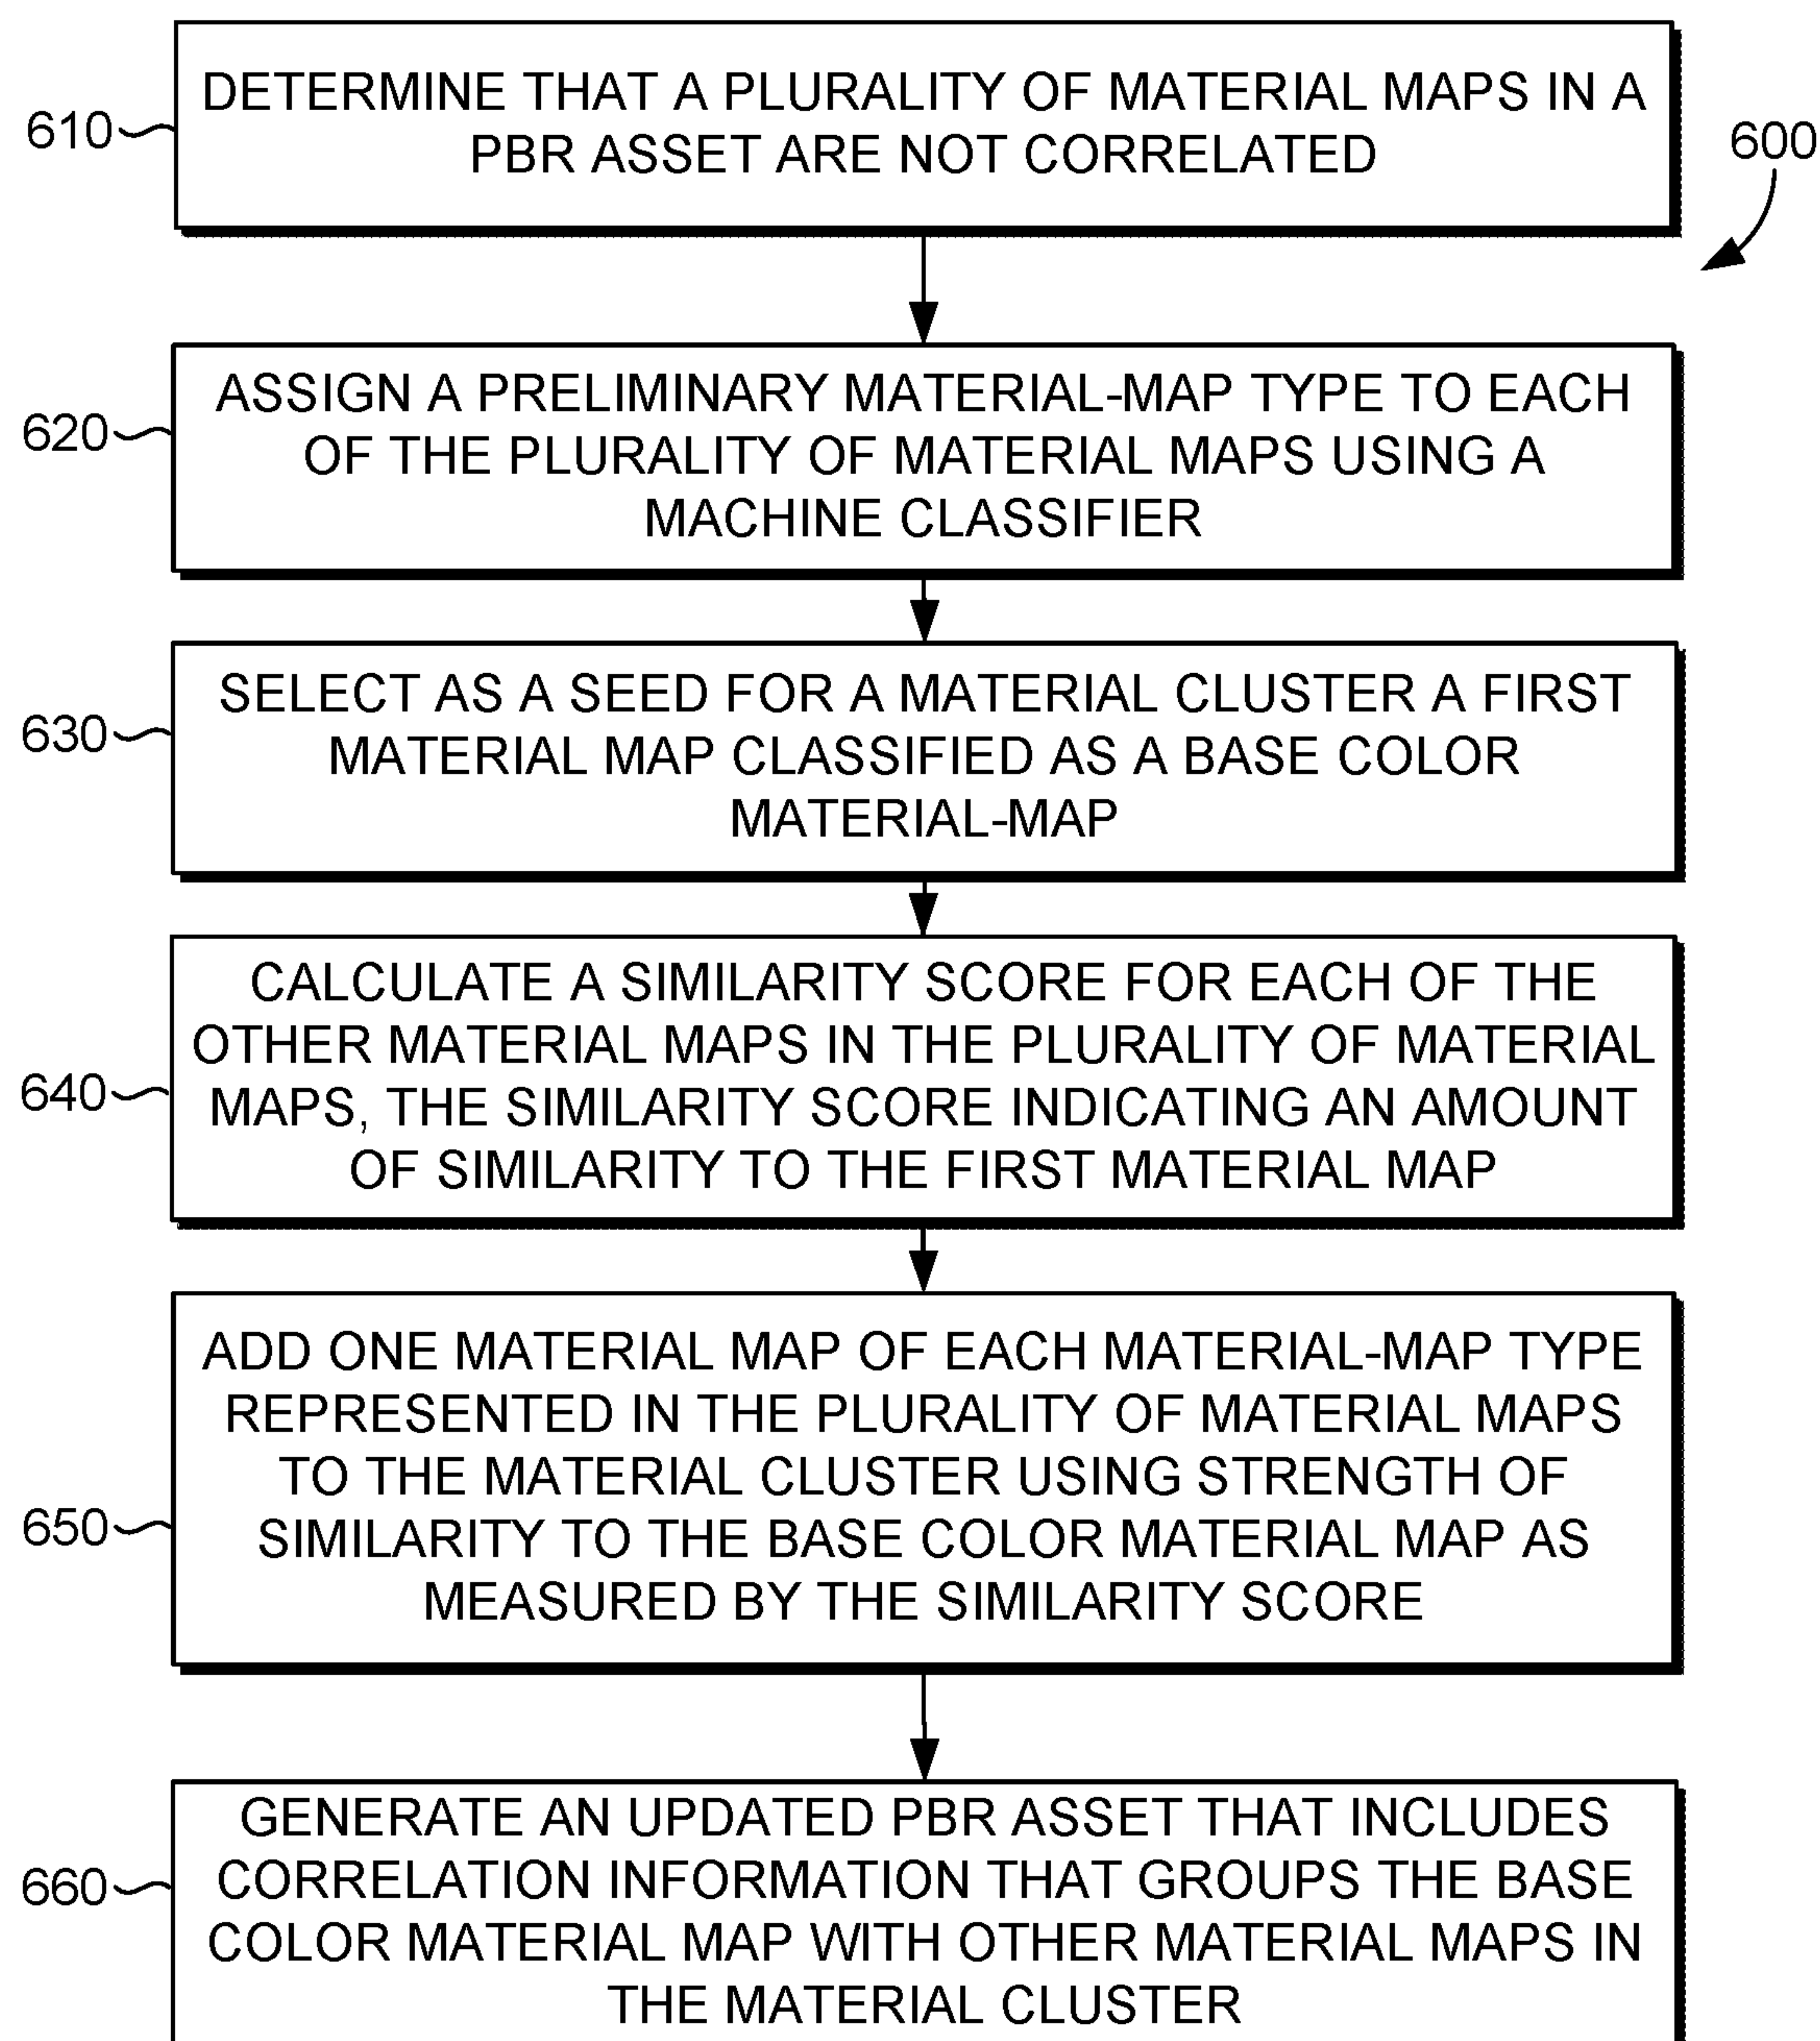 DETERMINE THAT A PLURALITY OF MATERIAL MAPS IN A
PBR ASSET ARE NOT CORRELATED
610
600
ASSIGN A PRELIMINARY MATERIAL-MAP TYPE TO EACH
OF THE PLURALITY OF MATERIAL MAPS USING A
MACHINE CLASSIFIER
620
SELECT AS A SEED FOR A MATERIAL CLUSTER A FIRST
MATERIAL MAP CLASSIFIED AS A BASE COLOR
MATERIAL-MAP
630
CALCULATE A SIMILARITY SCORE FOR EACH OF THE
OTHER MATERIAL MAPS IN THE PLURALITY OF MATERIAL
MAPS, THE SIMILARITY SCORE INDICATING AN AMOUNT
OF SIMILARITY TO THE FIRST MATERIAL MAP
640
ADD ONE MATERIAL MAP OF EACH MATERIAL-MAP TYPE
REPRESENTED IN THE PLURALITY OF MATERIAL MAPS
TO THE MATERIAL CLUSTER USING STRENGTH OF
SIMILARITY TO THE BASE COLOR MATERIAL MAP AS
MEASURED BY THE SIMILARITY SCORE
650
GENERATE AN UPDATED PBR ASSET THAT INCLUDES
CORRELATION INFORMATION THAT GROUPS THE BASE
COLOR MATERIAL MAP WITH OTHER MATERIAL MAPS IN
THE MATERIAL CLUSTER
660